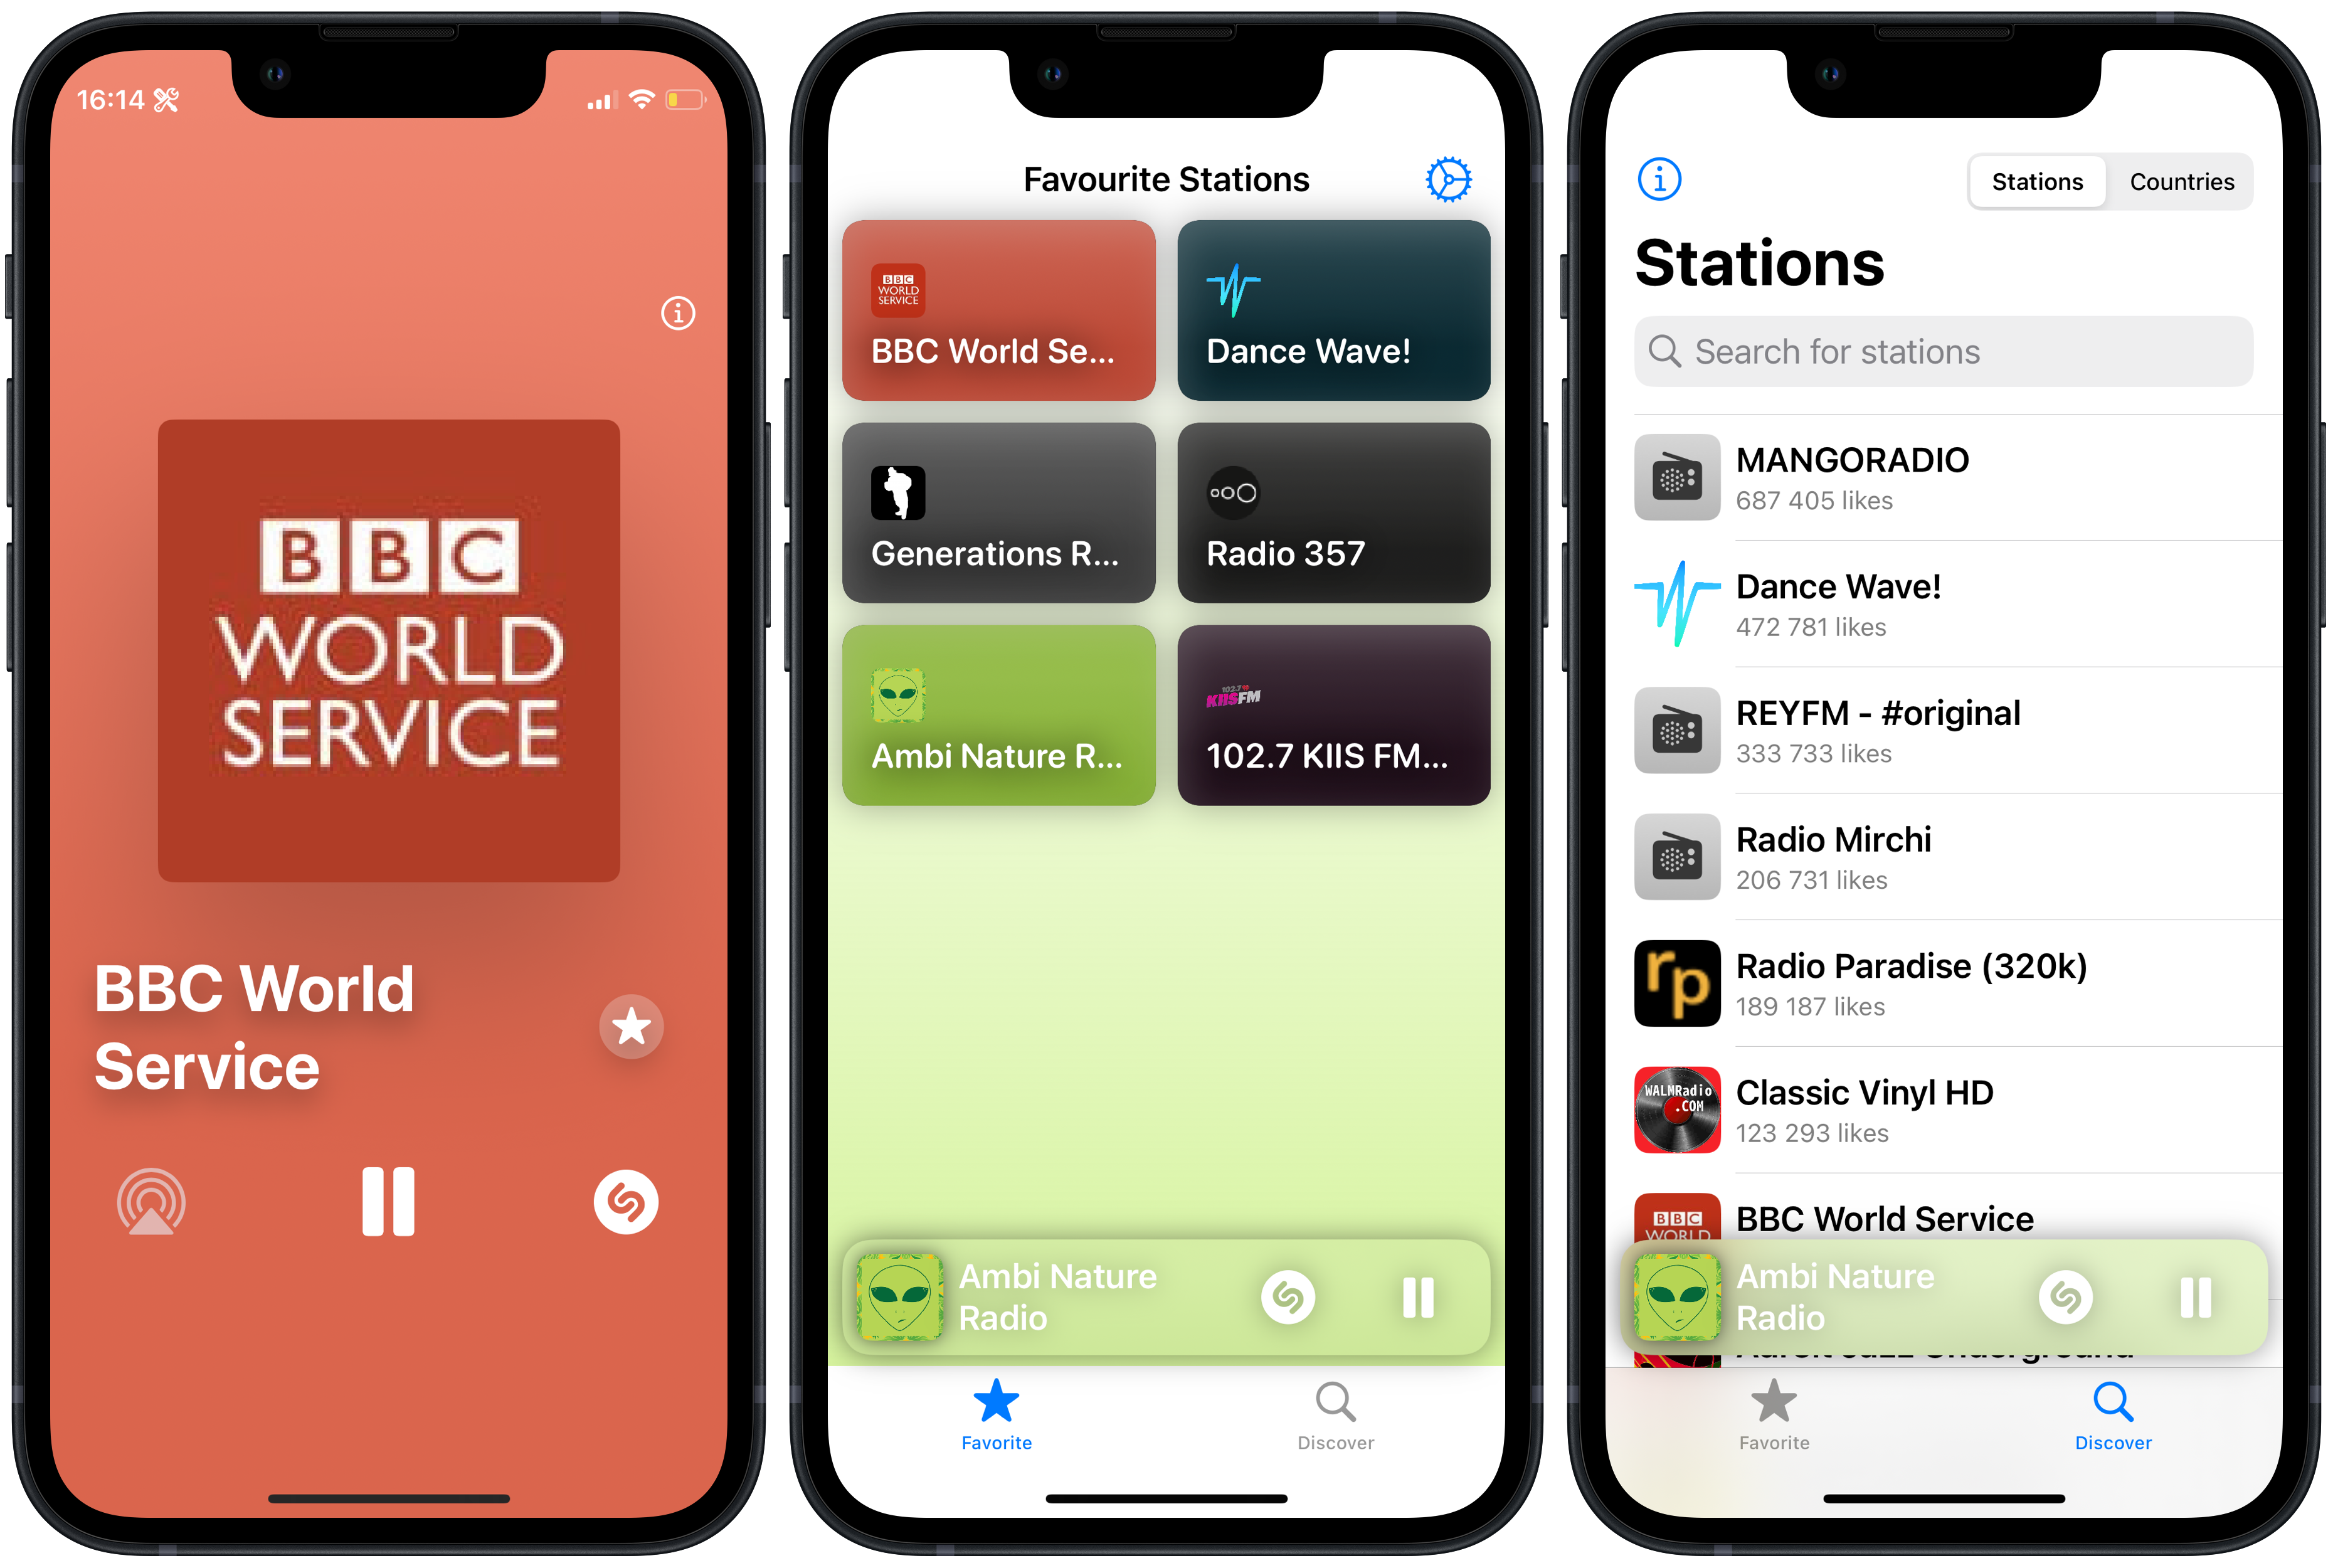 16:14
BBC
WORLD
SERVICE
BBC World
Service
Favourite Stations
BBC
WORLD
SERVICE
BBC World Se...
Dance Wave!
Generations R...
Radio 357
Ambi Nature R...
102.7
KIISFM
102.7 KIIS FM...
Ambi Nature
Radio
Favorite
Discover
Stations
Countries
Stations
Search for stations
MANGORADIO
687 405 likes
Dance Wave!
472 781 likes
REYFM - #original
333 733 likes
Radio Mirchi
206 731 likes
rp
Radio Paradise (320k)
189 187 likes
WALMRadio
.COM
Classic Vinyl HD
123 293 likes
BBC
WORLD
BBC World Service
Ambi Nature
Radio
Favorite
Discover